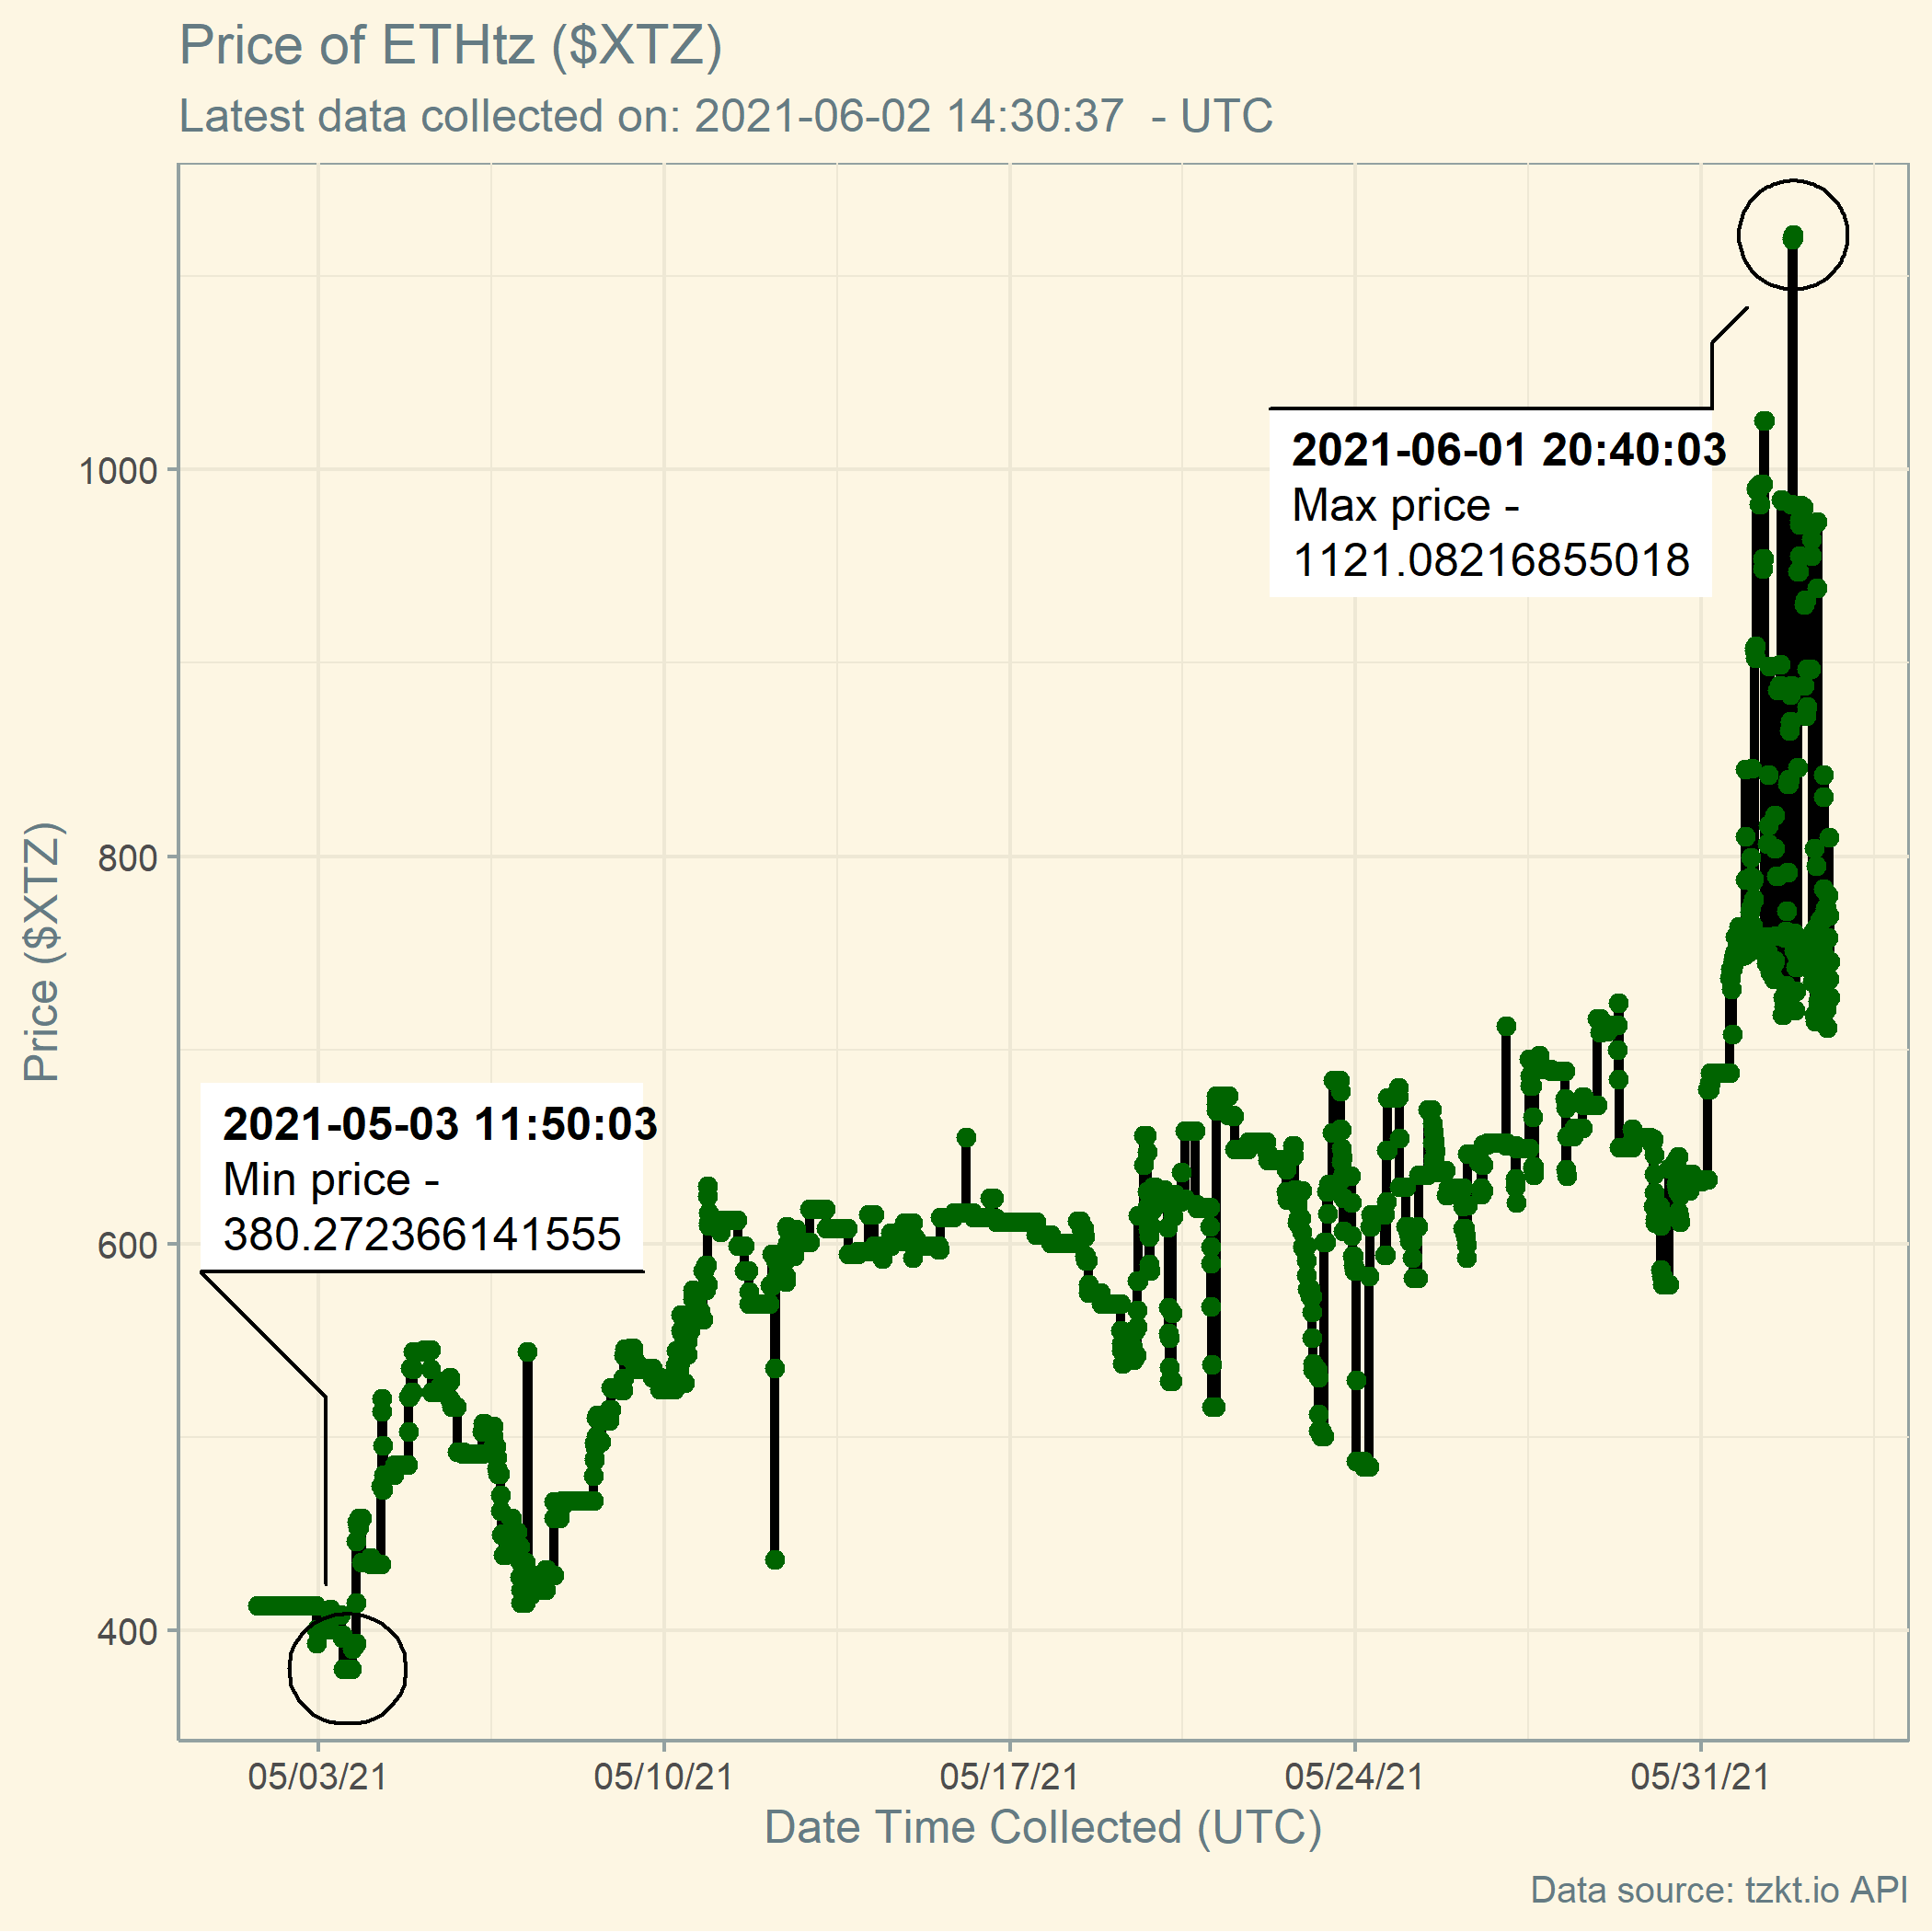 Price of ETHtz ($XTZ)
Latest data collected on: 2021-06-02 14:30:37  - UTC
Price ($XTZ)
1000
800
600
400
2021-06-01 20:40:03
Max price -
1121.08216855018
2021-05-03 11:50:03
Min price -
380.272366141555
05/03/21
05/10/21
05/17/21
05/24/21
05/31/21
Date Time Collected (UTC)
Data source: tzkt.io API